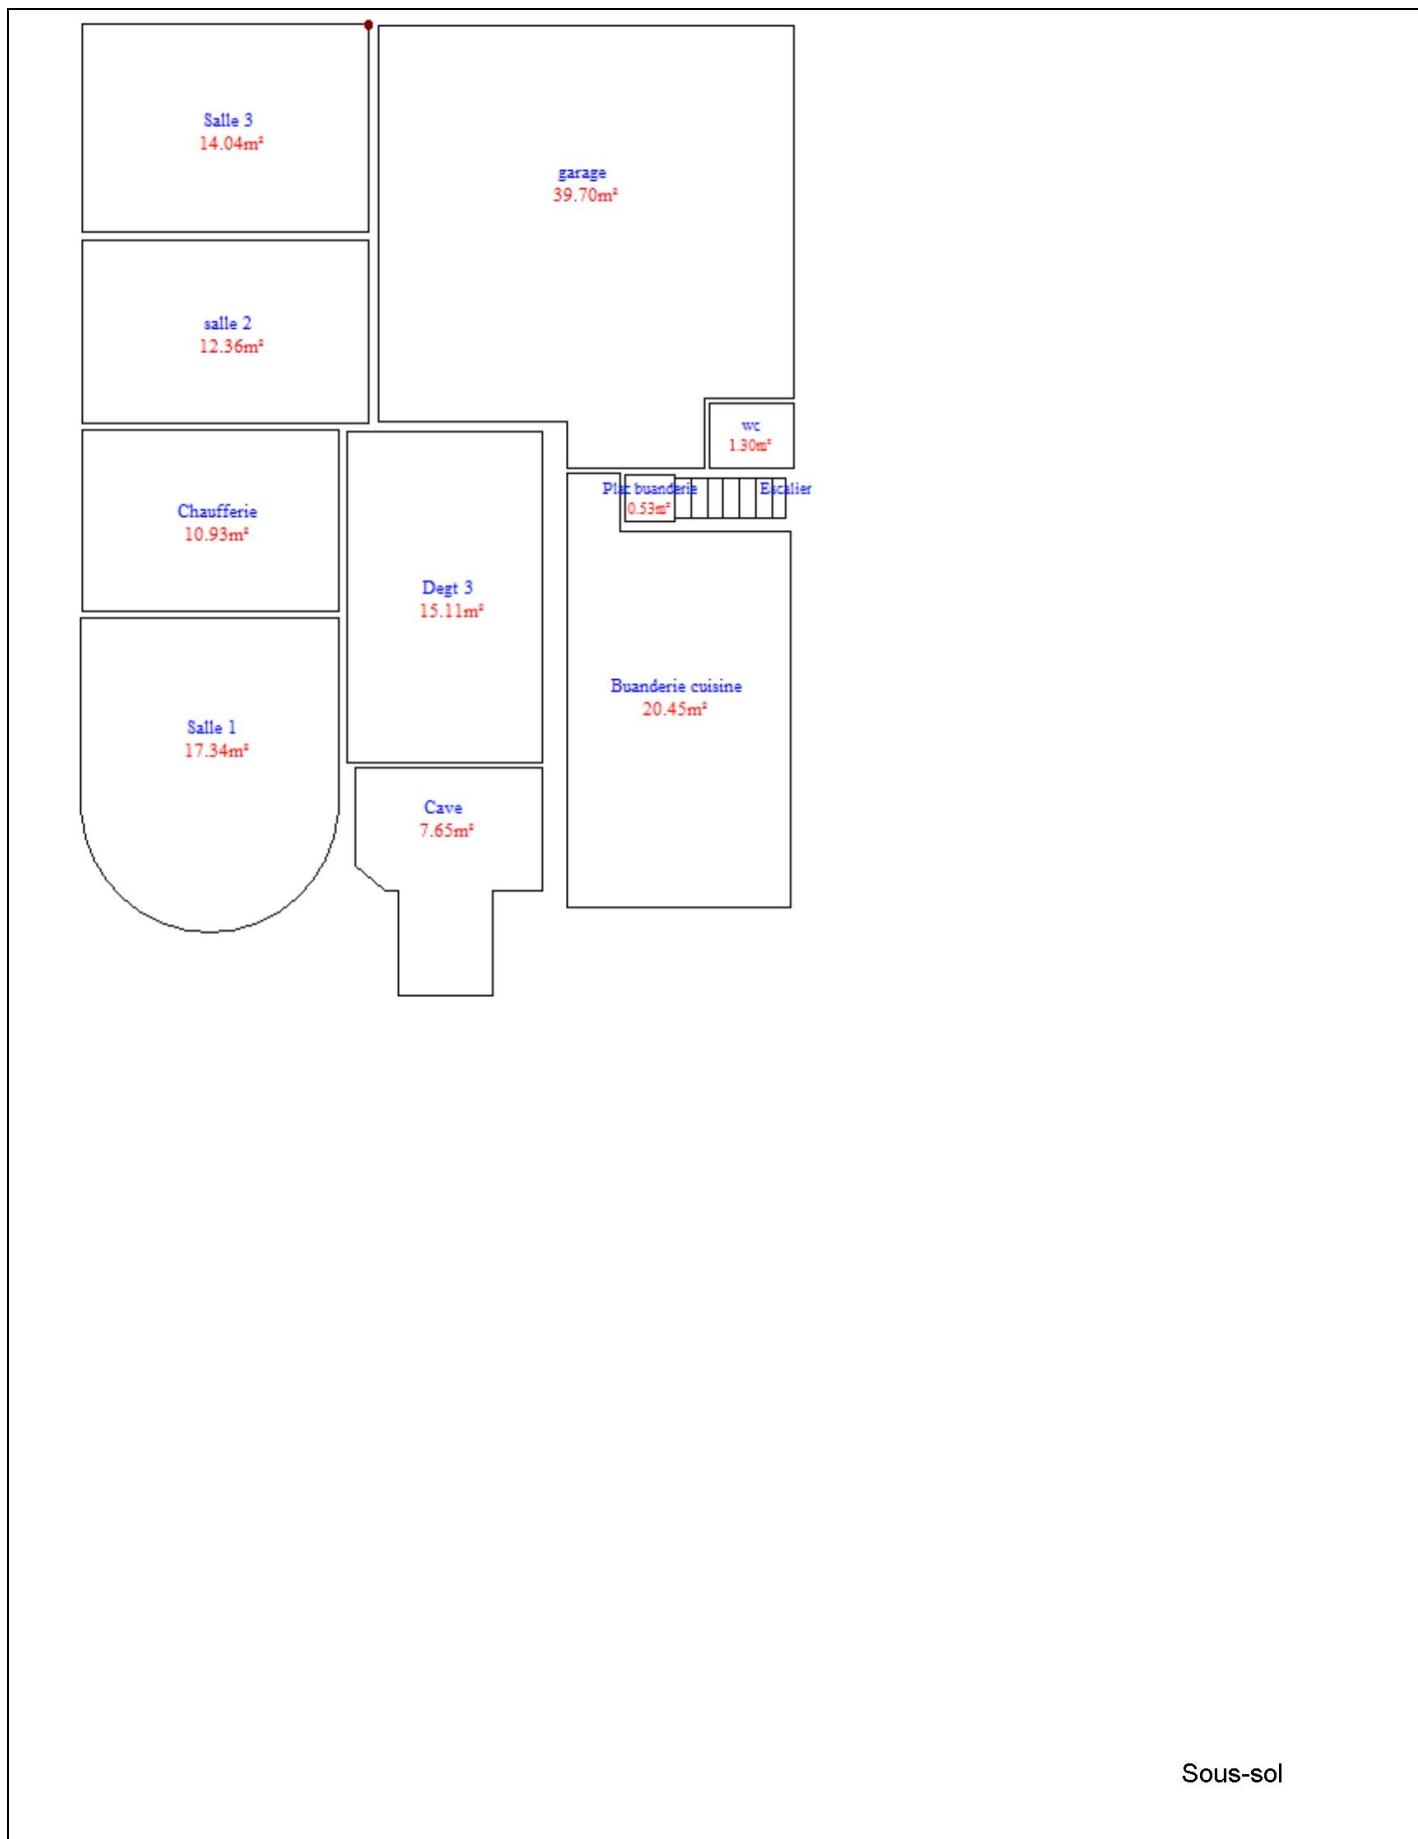 Salle 3
14.04m²
garage
39.70m²
salle 2
12.36m²
wc
1.30m²
Plac buanderie
0.53m²
Escalier
Chaufferie
10.93m²
Degt 3
15.11m²
Buanderie cuisine
20.45m²
Salle 1
17.34m²
Cave
7.65m²
Sous-sol